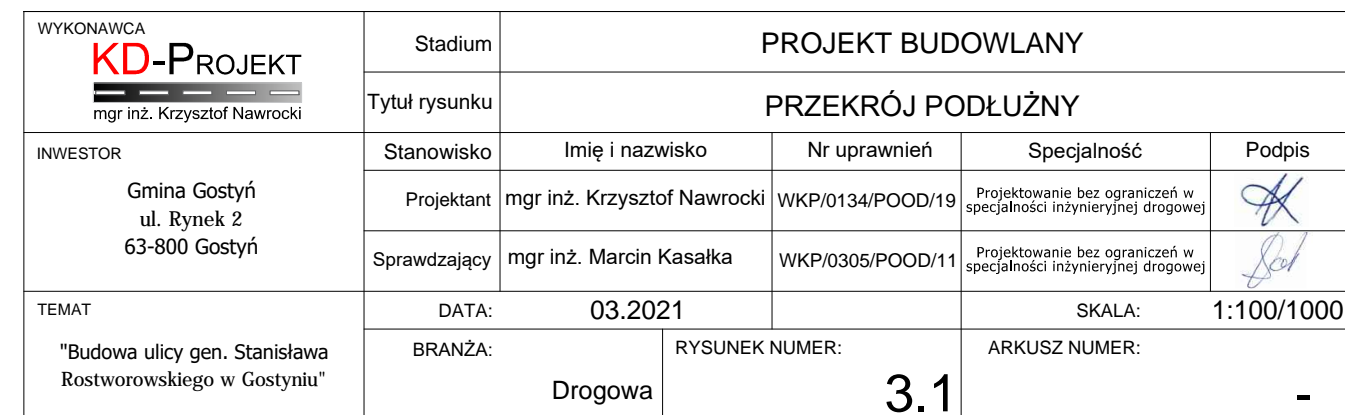 WYKONAWCA
KD-PROJEKT
mgr inż. Krzysztof Nawrocki
Stadium
PROJEKT BUDOWLANY
Tytuł rysunku
PRZEKRÓJ PODŁUŻNY
INWESTOR
Gmina Gostyń
ul. Rynek 2
63-800 Gostyń
Stanowisko
Imię i nazwisko
Nr uprawnień
Specjalność
Podpis
Projektant
mgr inż. Krzysztof Nawrocki
WKP/0134/POOD/19
Projektowanie bez ograniczeń w
specjalności inżynieryjnej drogowej
Sprawdzający
mgr inż. Marcin Kasałka
WKP/0305/POOD/11
Projektowanie bez ograniczeń w
specjalności inżynieryjnej drogowej
TEMAT
"Budowa ulicy gen. Stanisława
Rostworowskiego w Gostyniu"
DATA:
03.2021
SKALA:
1:100/1000
BRANŻA:
Drogowa
RYSUNEK NUMER:
3.1
ARKUSZ NUMER:
-